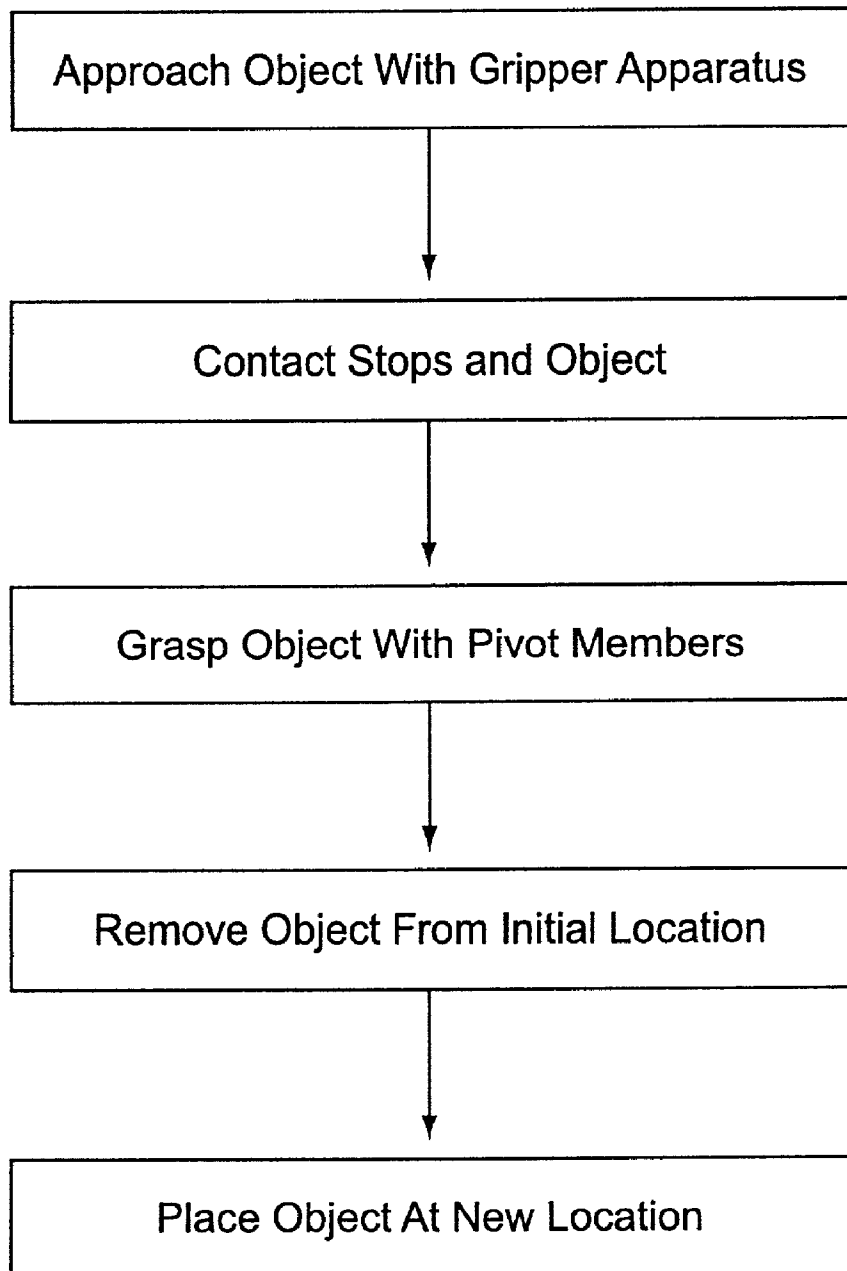 Approach Object With Gripper Apparatus
Contact Stops and Object
Grasp Object With Pivot Members
Remove Object From Initial Location
Place Object At New Location